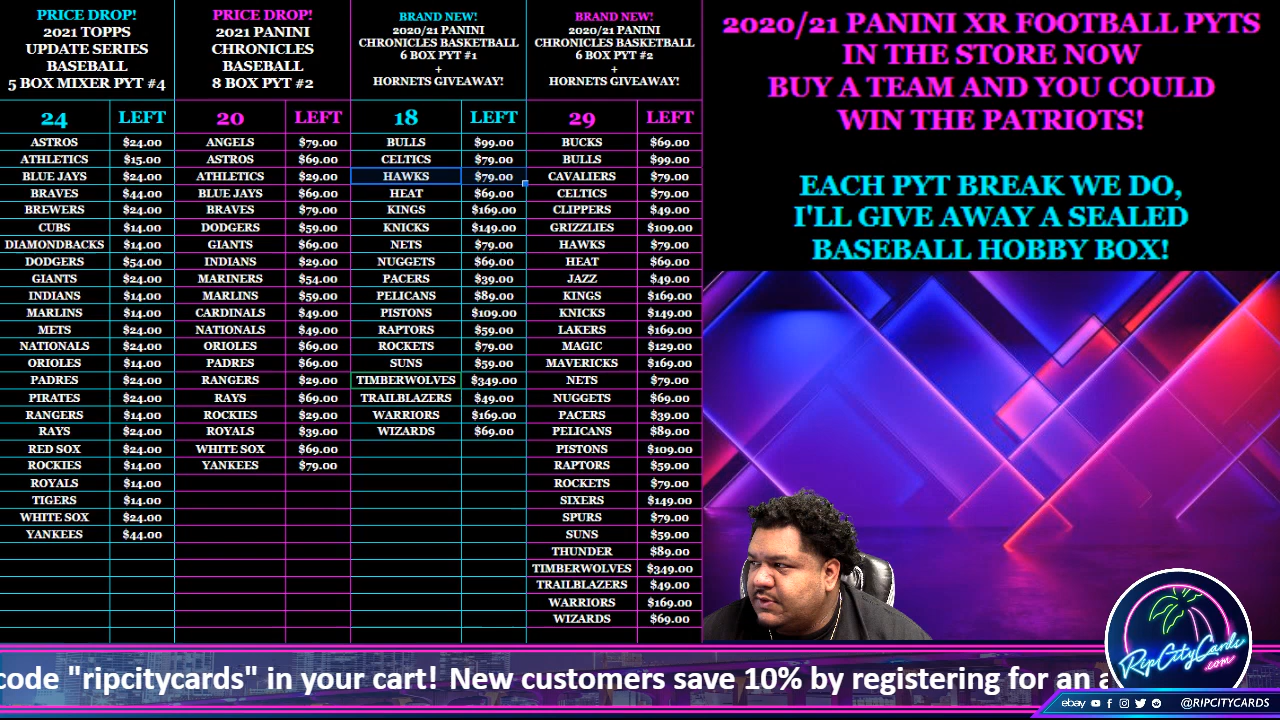 PRICE DROP!
2021 TOPPS
UPDATE SERIES
BASEBALL
5 BOX MIXER PYT #4
24 LEFT
ASTROS $24.00
ATHLETICS $15.00
BLUE JAYS $24.00
BRAVES $44.00
BREWERS $24.00
CUBS $14.00
DIAMONDBACKS $14.00
DODGERS $54.00
GIANTS $24.00
INDIANS $14.00
MARLINS $14.00
METS $24.00
NATIONALS $24.00
ORIOLES $14.00
PADRES $24.00
PIRATES $24.00
RANGERS $14.00
RAYS $24.00
RED SOX $24.00
ROCKIES $14.00
ROYALS $14.00
TIGERS $14.00
WHITE SOX $24.00
YANKEES $44.00
PRICE DROP!
2021 PANINI
CHRONICLES
BASEBALL
8 BOX PYT #2
20 LEFT
ANGELS $79.00
ASTROS $69.00
ATHLETICS $29.00
BLUE JAYS $69.00
BRAVES $79.00
DODGERS $59.00
GIANTS $69.00
INDIANS $29.00
MARINERS $54.00
MARLINS $59.00
CARDINALS $49.00
NATIONALS $49.00
ORIOLES $69.00
PADRES $69.00
RANGERS $29.00
RAYS $69.00
ROCKIES $29.00
ROYALS $39.00
WHITE SOX $69.00
YANKEES $79.00
BRAND NEW!
2020/21 PANINI
CHRONICLES BASKETBALL
6 BOX PYT #1
+
HORNETS GIVEAWAY!
18 LEFT
BULLS $99.00
CELTICS $79.00
HAWKS $79.00
HEAT $69.00
KINGS $169.00
KNICKS $149.00
NETS $79.00
NUGGETS $69.00
PACERS $39.00
PELICANS $89.00
PISTONS $109.00
RAPTORS $59.00
ROCKETS $79.00
SUNS $59.00
TIMBERWOLVES $349.00
TRAILBLAZERS $49.00
WARRIORS $169.00
WIZARDS $69.00
BRAND NEW!
2020/21 PANINI
CHRONICLES BASKETBALL
6 BOX PYT #2
+
HORNETS GIVEAWAY!
29 LEFT
BUCKS $69.00
BULLS $99.00
CAVALIERS $79.00
CELTICS $79.00
CLIPPERS $49.00
GRIZZLIES $109.00
HAWKS $79.00
HEAT $69.00
JAZZ $49.00
KINGS $169.00
KNICKS $149.00
LAKERS $169.00
MAGIC $129.00
MAVERICKS $169.00
NETS $79.00
NUGGETS $69.00
PACERS $39.00
PELICANS $89.00
PISTONS $109.00
RAPTORS $59.00
ROCKETS $79.00
SIXERS $149.00
SPURS $79.00
SUNS $59.00
THUNDER $89.00
TIMBERWOLVES $349.00
TRAILBLAZERS $49.00
WARRIORS $169.00
WIZARDS $69.00
2020/21 PANINI XR FOOTBALL PYTS
IN THE STORE NOW
BUY A TEAM AND YOU COULD
WIN THE PATRIOTS!
EACH PYT BREAK WE DO,
I'LL GIVE AWAY A SEALED
BASEBALL HOBBY BOX!
RipCityCards
.com
code "ripcitycards" in your cart! New customers save 10% by registering for an a
ebay @RIPCITYCARDS